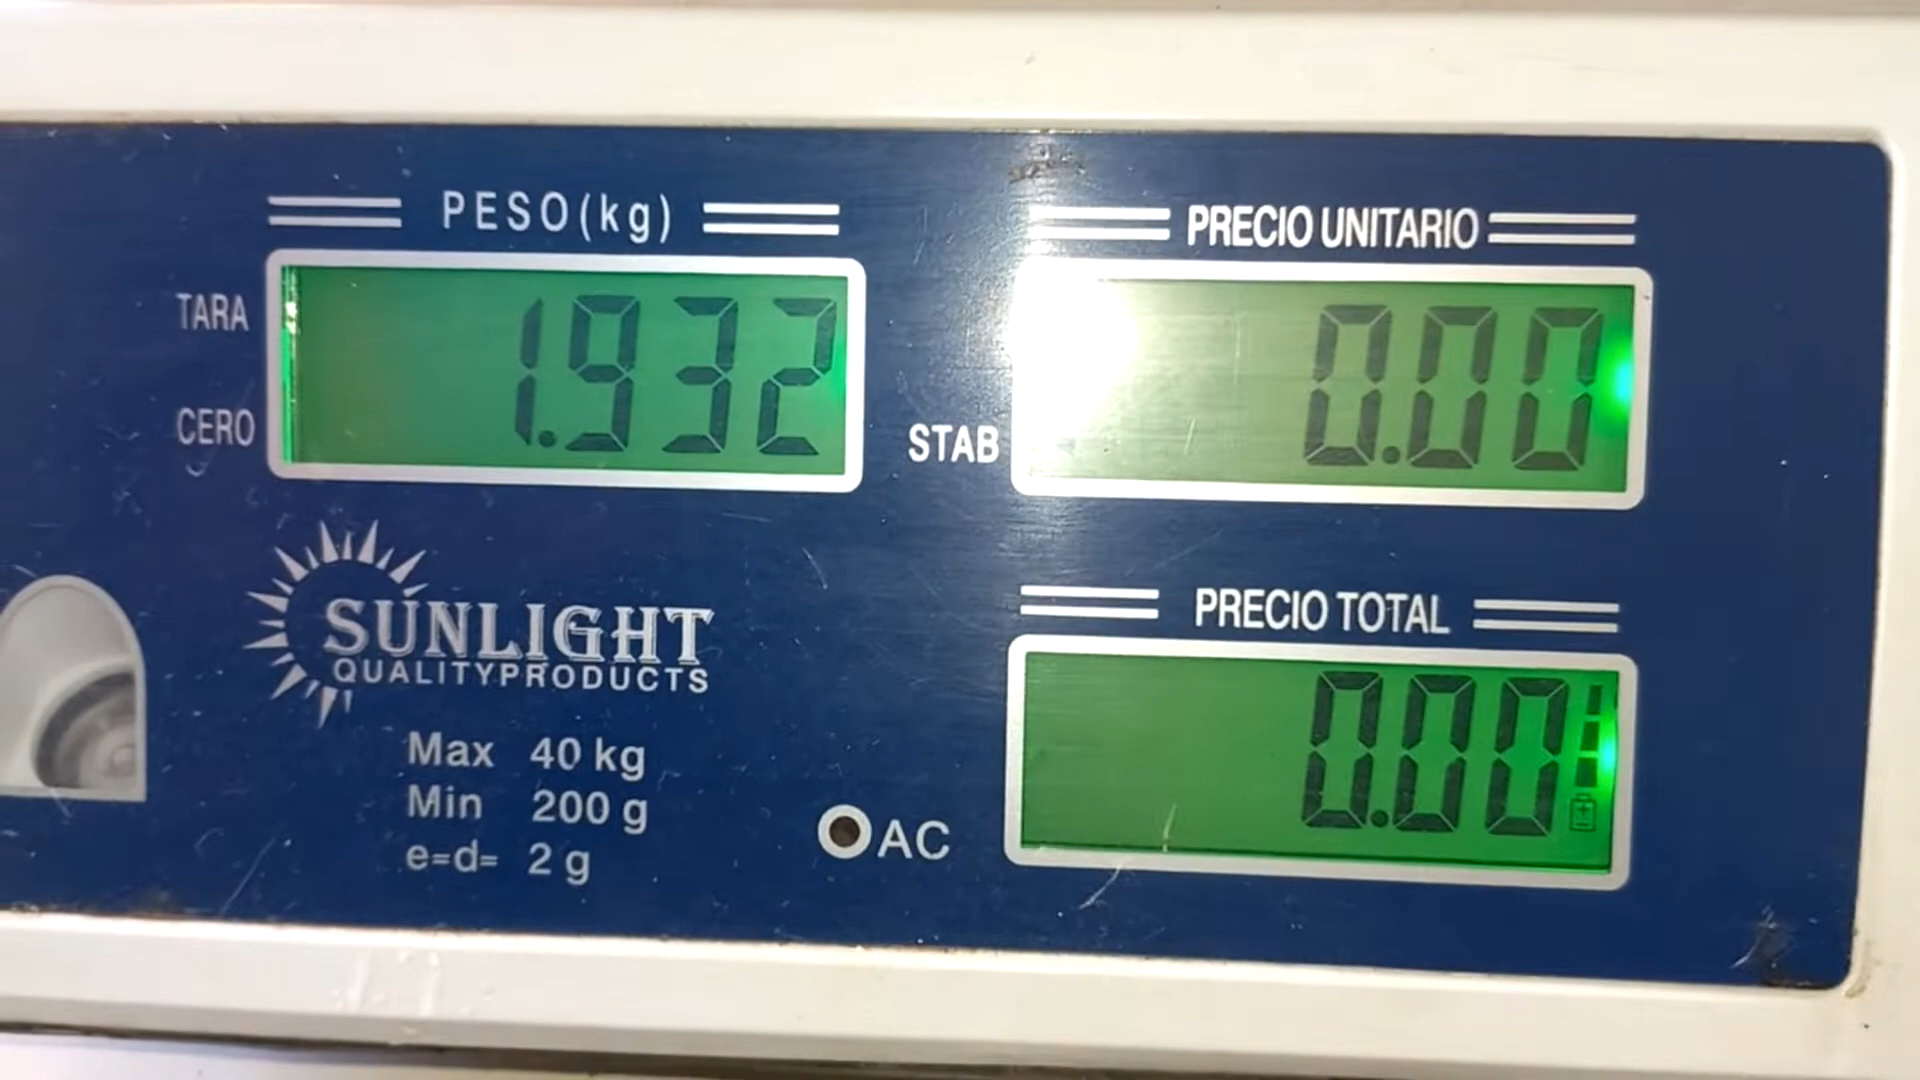 PESO(kg)
PRECIO UNITARIO
TARA
1.932
0.00
CERO
STAB
SUNLIGHT
QUALITYPRODUCTS
PRECIO TOTAL
0.00
Max 40 kg
Min 200 g
e=d= 2 g
AC